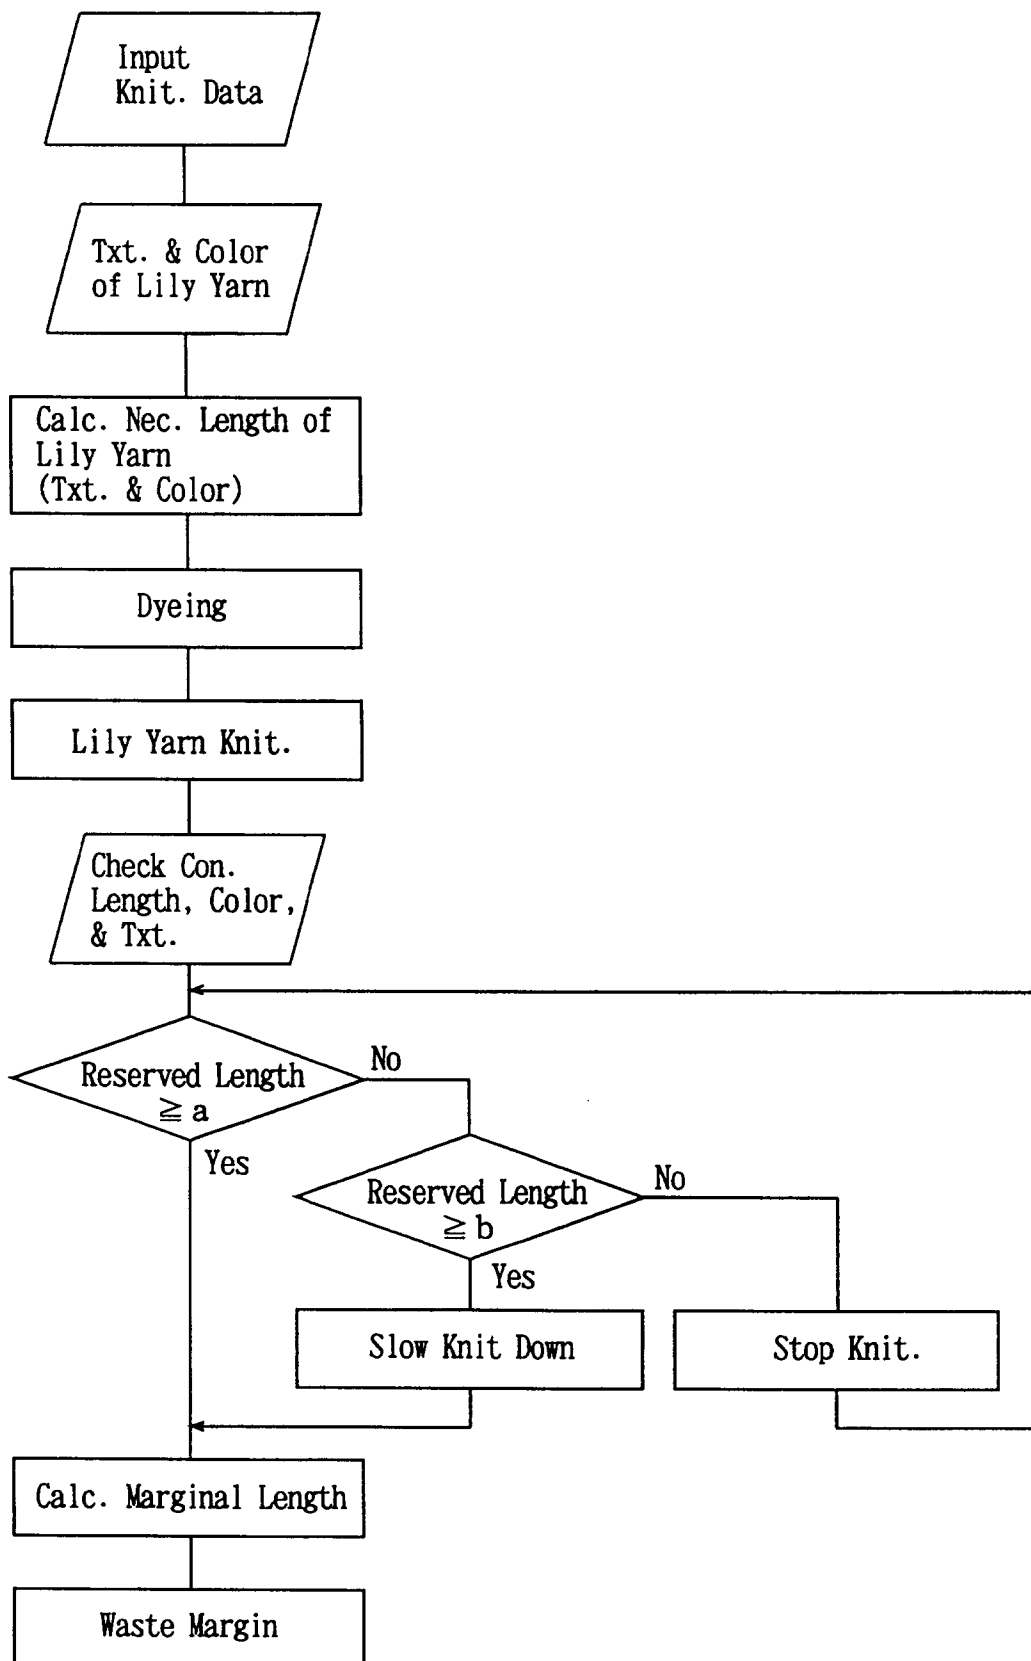 Input
Knit. Data
Txt. & Color
of Lily Yarn
Calc. Nec. Length of
Lily Yarn
(Txt. & Color)
Dyeing
Lily Yarn Knit.
Check Con.
Length, Color,
& Txt.
Reserved Length
≧ a
No
Yes
Reserved Length
≧ b
No
Yes
Slow Knit Down
Stop Knit.
Calc. Marginal Length
Waste Margin